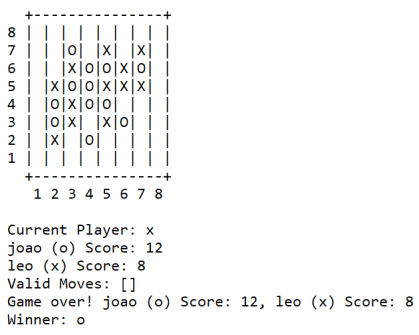 +---------------+
8 | | | | | | | | |
7 | | |O| |X| |X| |
6 | | |X|O|O|X|O| |
5 | |X|O|O|X|X|X| |
4 | |O|X|O|O| | | |
3 | |O|X| |X|O| | |
2 | |X| |O| | | | |
1 | | | | | | | | |
+---------------+
1 2 3 4 5 6 7 8
Current Player: x
joao (o) Score: 12
leo (x) Score: 8
Valid Moves: []
Game over! joao (o) Score: 12, leo (x) Score: 8
Winner: o